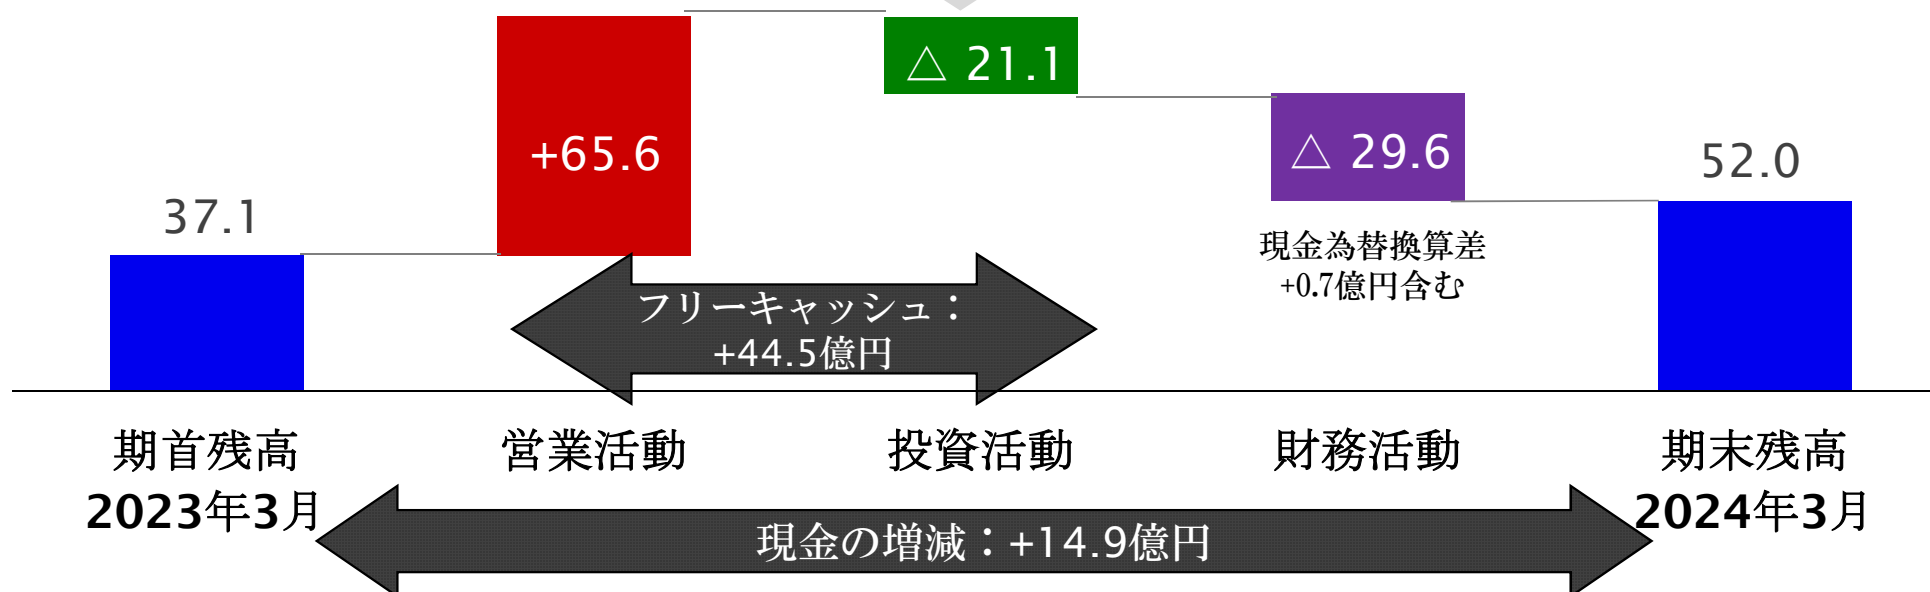 △ 21.1
+65.6
△ 29.6
52.0
37.1
現金為替換算差
+0.7億円含む
フリーキャッシュ：
+44.5億円
期首残高
2023年3月
営業活動
投資活動
財務活動
期末残高
2024年3月
現金の増減：+14.9億円